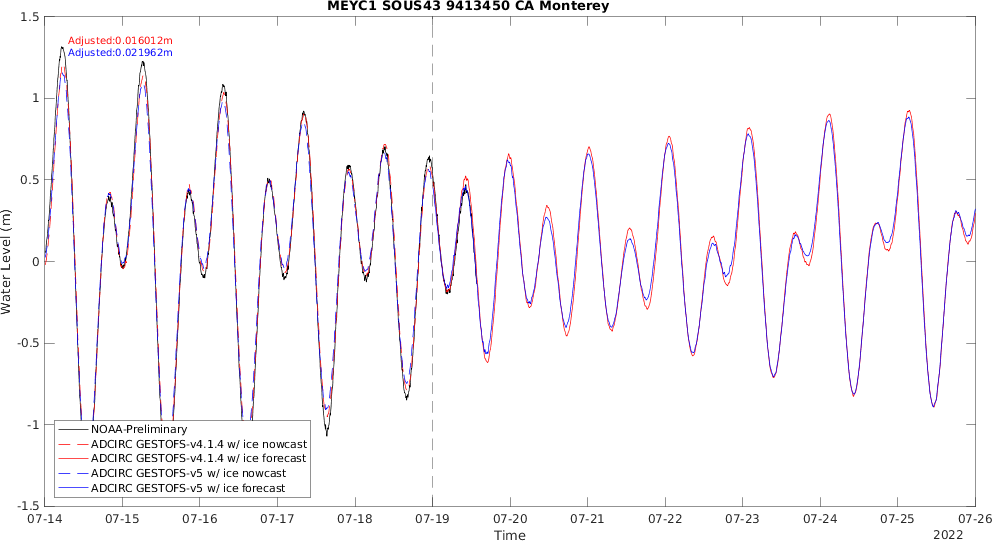 MEYC1 SOUS43 9413450 CA Monterey
Adjusted:0.016012m
Adjusted:0.021962m
Water Level (m)
1.5
1
0.5
0
-0.5
-1
-1.5
NOAA-Preliminary
ADCIRC GESTOFS-v4.1.4 w/ ice nowcast
ADCIRC GESTOFS-v4.1.4 w/ ice forecast
ADCIRC GESTOFS-v5 w/ ice nowcast
ADCIRC GESTOFS-v5 w/ ice forecast
07-14 07-15 07-16 07-17 07-18 07-19 07-20 07-21 07-22 07-23 07-24 07-25 07-26
Time
2022